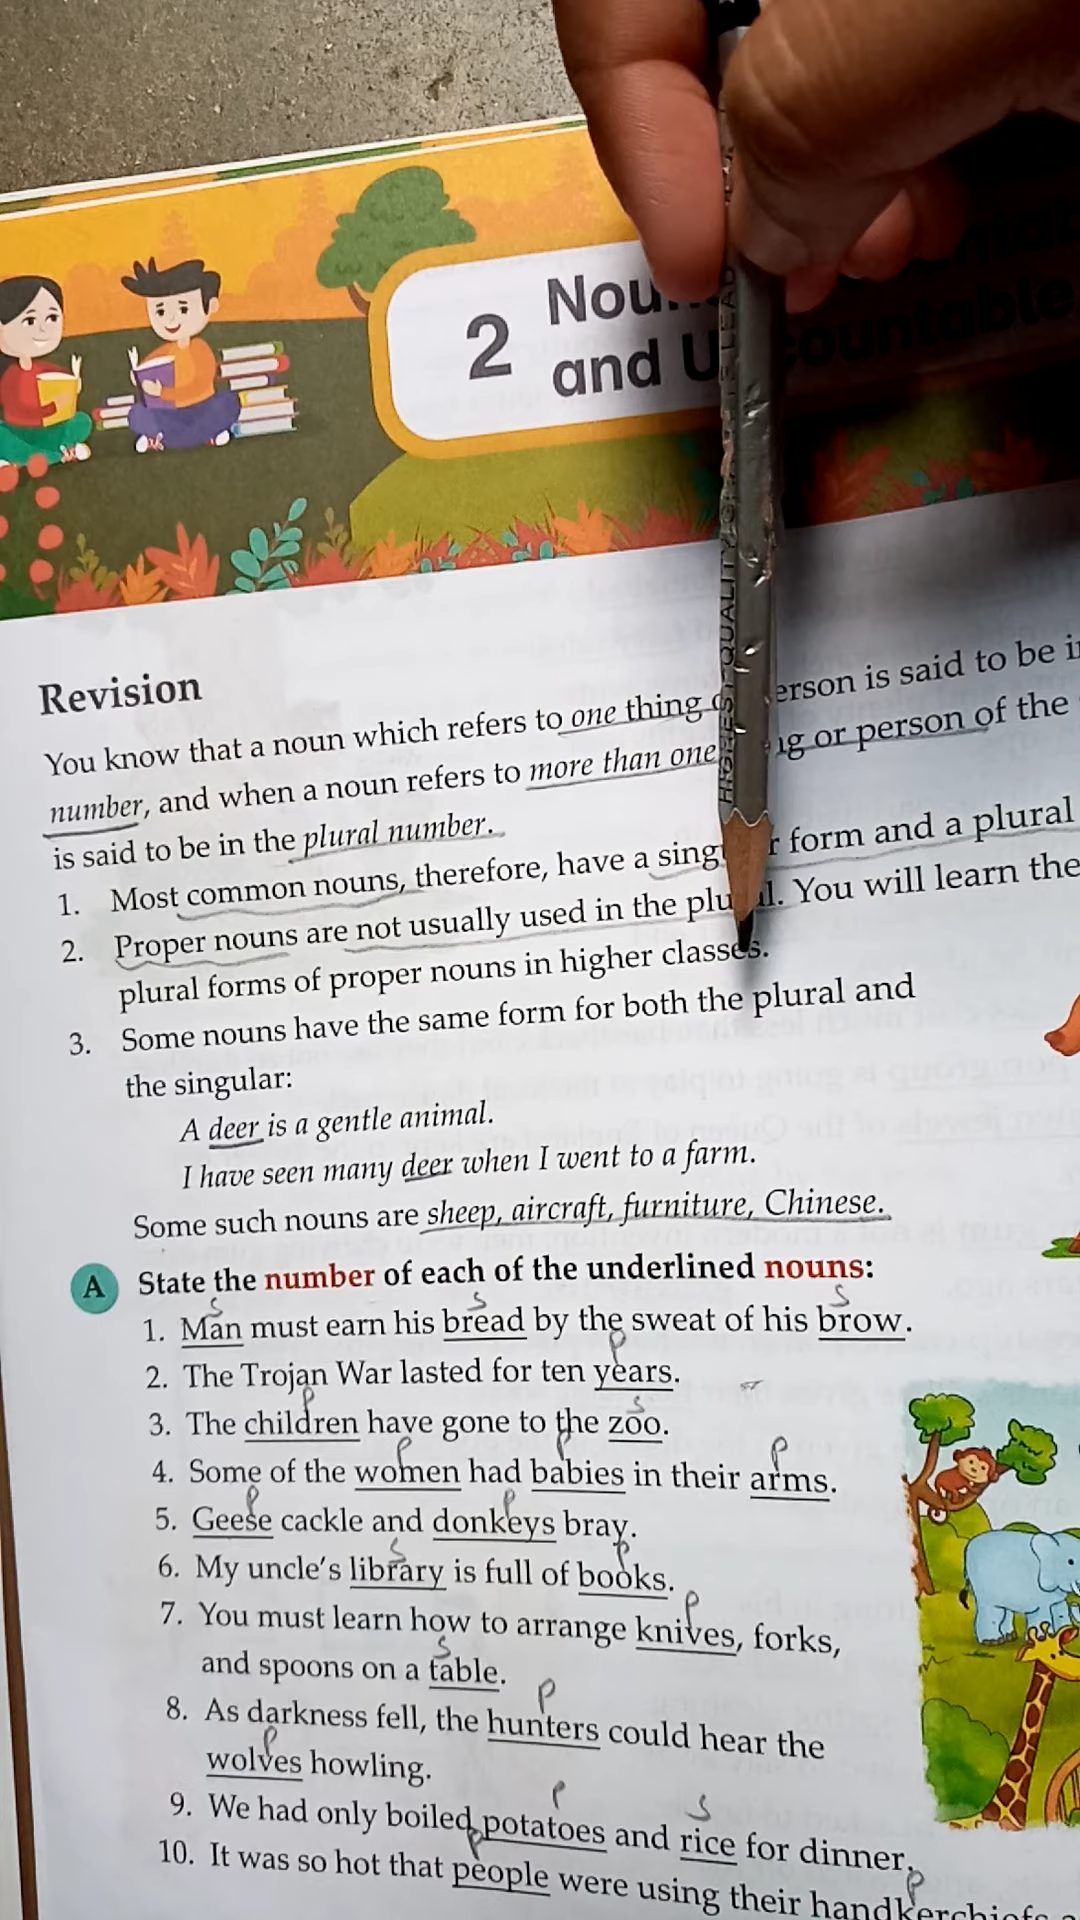 2
and
HIGHEST QUALITY
LEAD
Revision
You know that a noun which refers to one thing erson is said to be
number, and when a noun refers to more than one or person of the
is said to be in the plural number.
1. Most common nouns, therefore, have a form and a plural
2. Proper nouns are not usually used in the You will learn the
plural forms of proper nouns in higher classes.
3. Some nouns have the same form for both the plural and
the singular:
A deer is a gentle animal.
I have seen many deer when I went to a farm.
Some such nouns are sheep, aircraft, furniture, Chinese.
A State the number of each of the underlined nouns:
S S S
1. Man must earn his bread by the sweat of his brow.
P
2. The Trojan War lasted for ten years.
P S
3. The children have gone to the zoo.
P P P
4. Some of the women had babies in their arms.
P P
5. Geese cackle and donkeys bray.
S P
6. My uncle's library is full of books.
P
7. You must learn how to arrange knives, forks,
S
and spoons on a table.
P
8. As darkness fell, the hunters could hear the
P
wolves howling.
P S
9. We had only boiled potatoes and rice for dinner.
P P
10. It was so hot that people were using their handkerchiefs